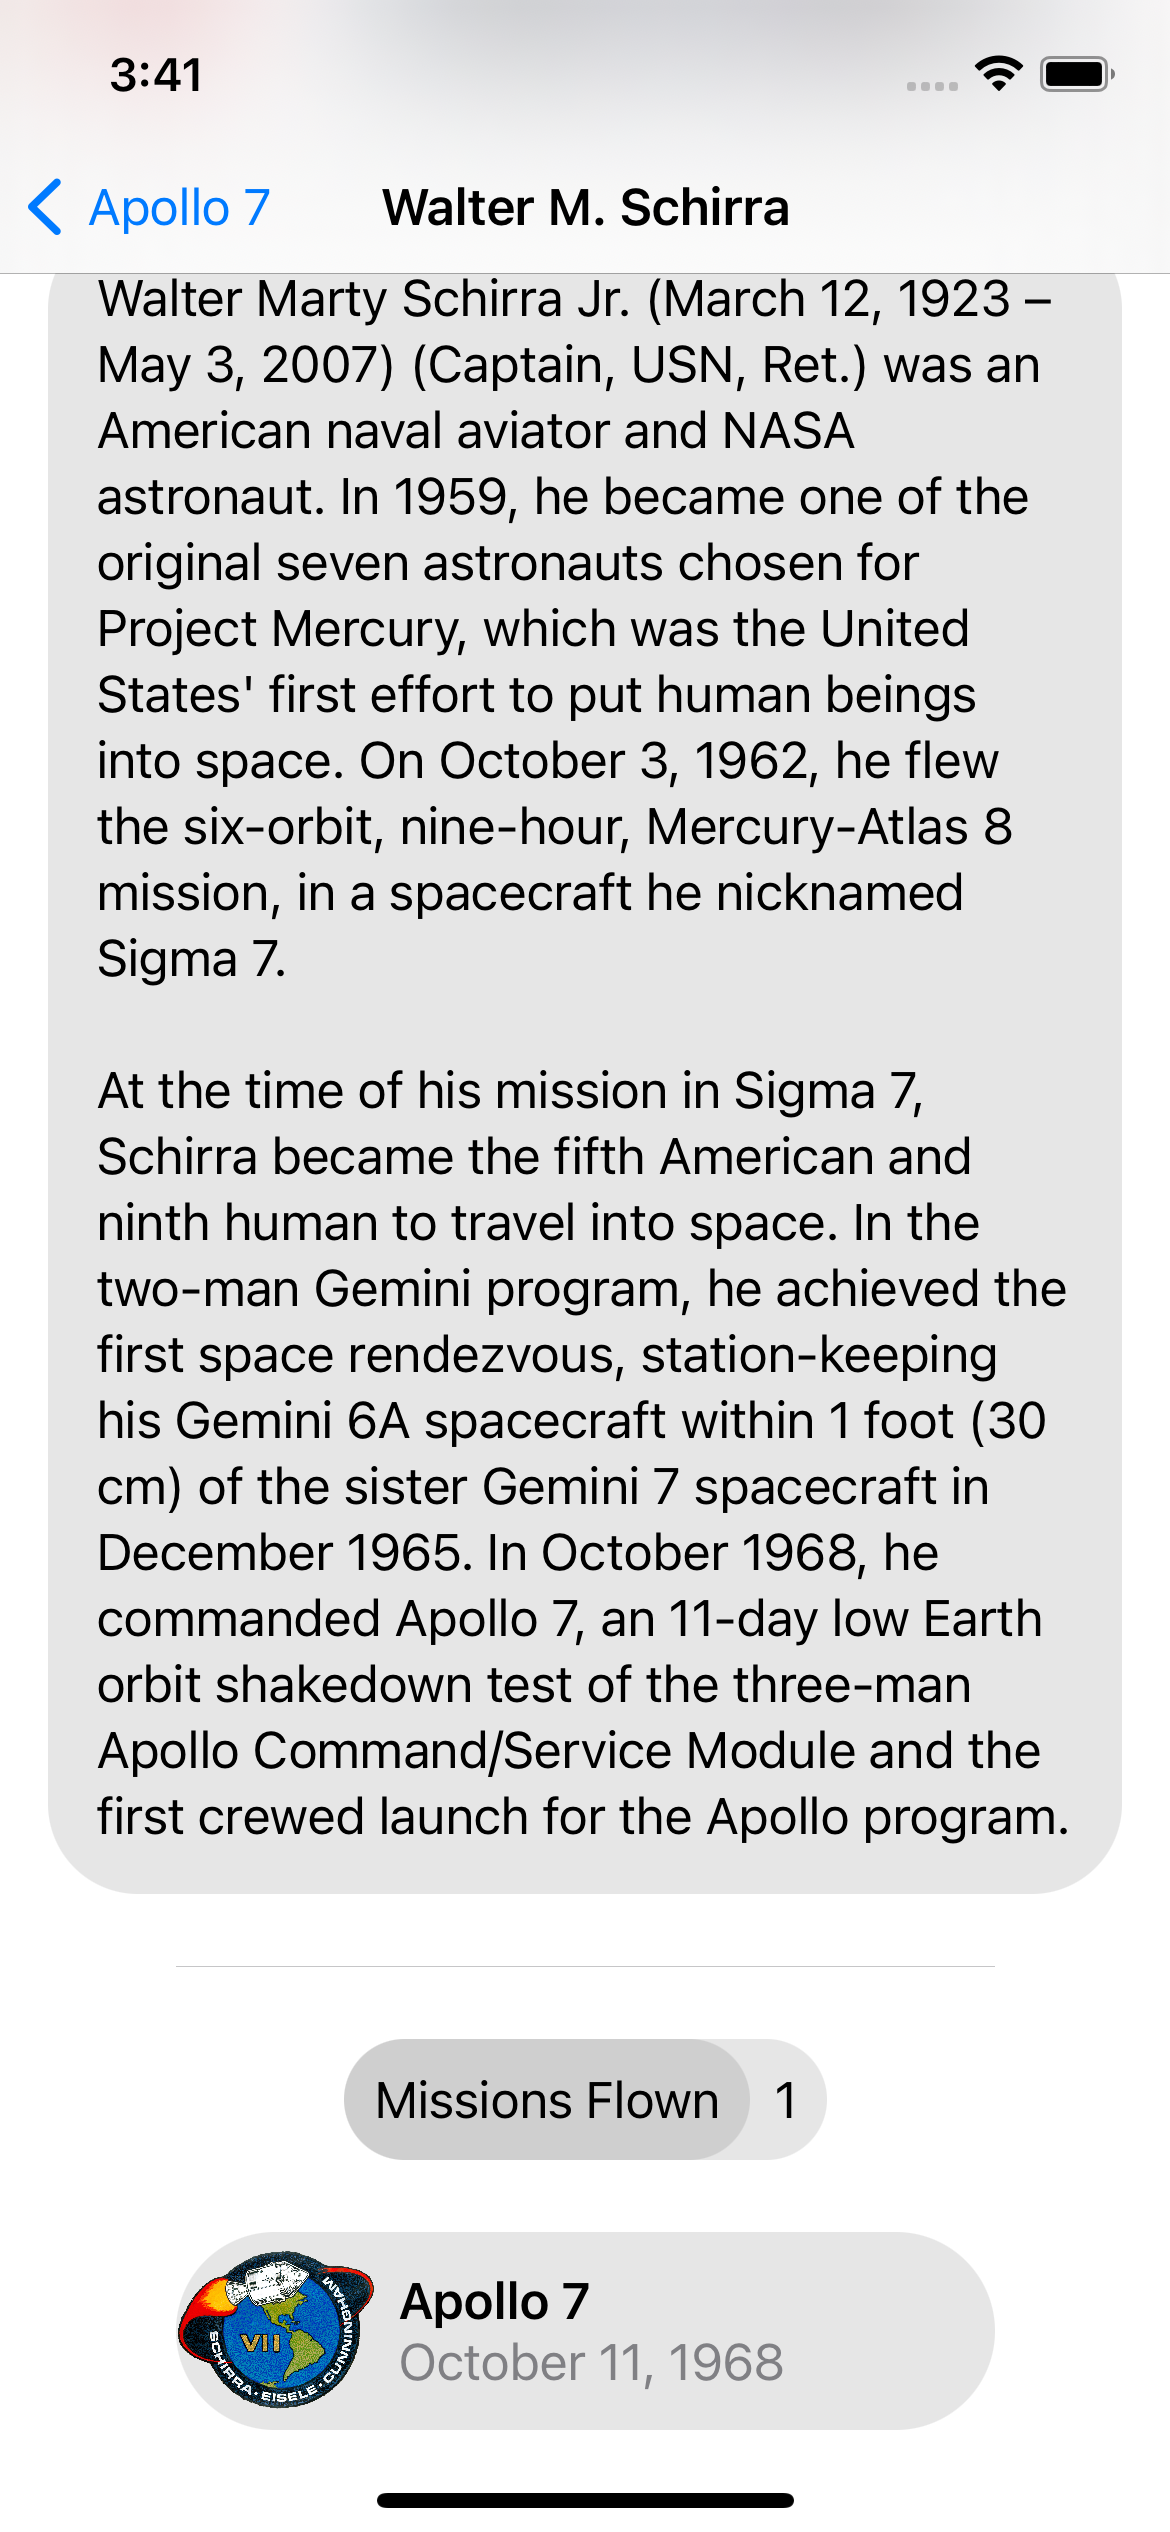 3:41
Apollo 7
Walter M. Schirra
Walter Marty Schirra Jr. (March 12, 1923 –
May 3, 2007) (Captain, USN, Ret.) was an
American naval aviator and NASA
astronaut. In 1959, he became one of the
original seven astronauts chosen for
Project Mercury, which was the United
States' first effort to put human beings
into space. On October 3, 1962, he flew
the six-orbit, nine-hour, Mercury-Atlas 8
mission, in a spacecraft he nicknamed
Sigma 7.
At the time of his mission in Sigma 7,
Schirra became the fifth American and
ninth human to travel into space. In the
two-man Gemini program, he achieved the
first space rendezvous, station-keeping
his Gemini 6A spacecraft within 1 foot (30
cm) of the sister Gemini 7 spacecraft in
December 1965. In October 1968, he
commanded Apollo 7, an 11-day low Earth
orbit shakedown test of the three-man
Apollo Command/Service Module and the
first crewed launch for the Apollo program.
Missions Flown 1
VII
SCHIRRA · EISELE · CUNNINGHAM
Apollo 7
October 11, 1968